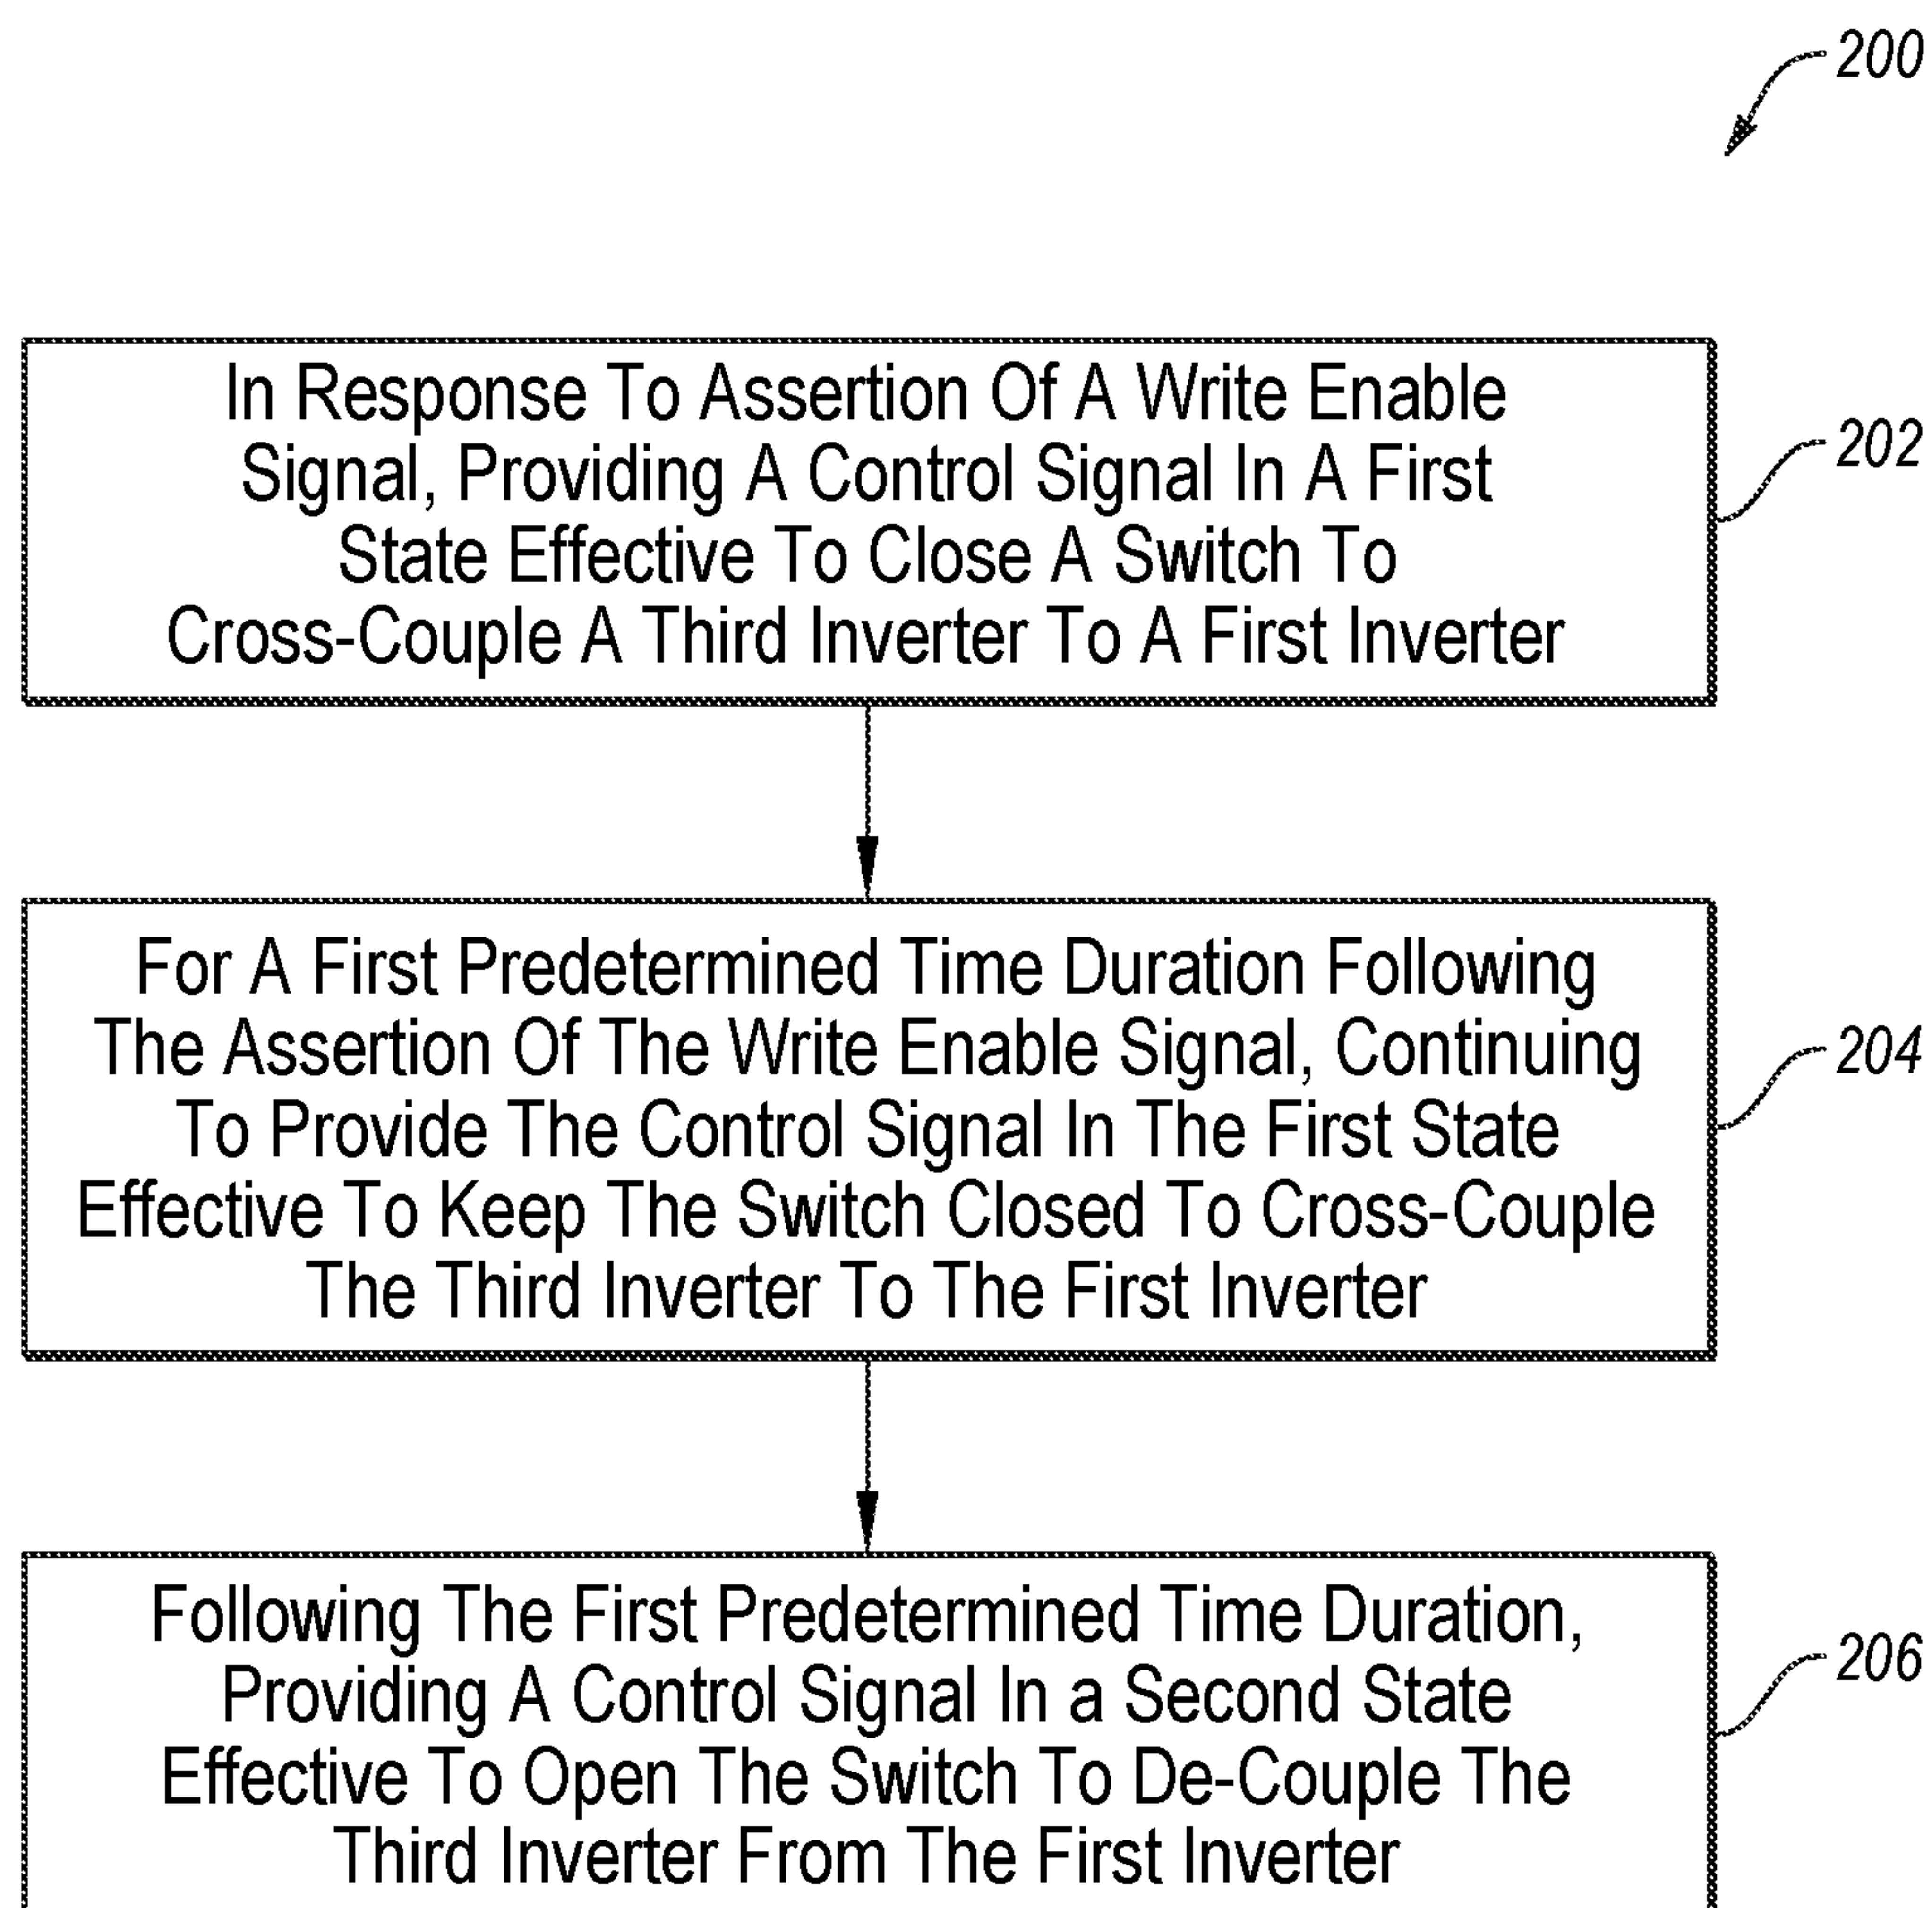 200
In Response To Assertion Of A Write Enable
Signal, Providing A Control Signal In A First
State Effective To Close A Switch To
Cross-Couple A Third Inverter To A First Inverter
202
For A First Predetermined Time Duration Following
The Assertion Of The Write Enable Signal, Continuing
To Provide The Control Signal In The First State
Effective To Keep The Switch Closed To Cross-Couple
The Third Inverter To The First Inverter
204
Following The First Predetermined Time Duration,
Providing A Control Signal In a Second State
Effective To Open The Switch To De-Couple The
Third Inverter From The First Inverter
206